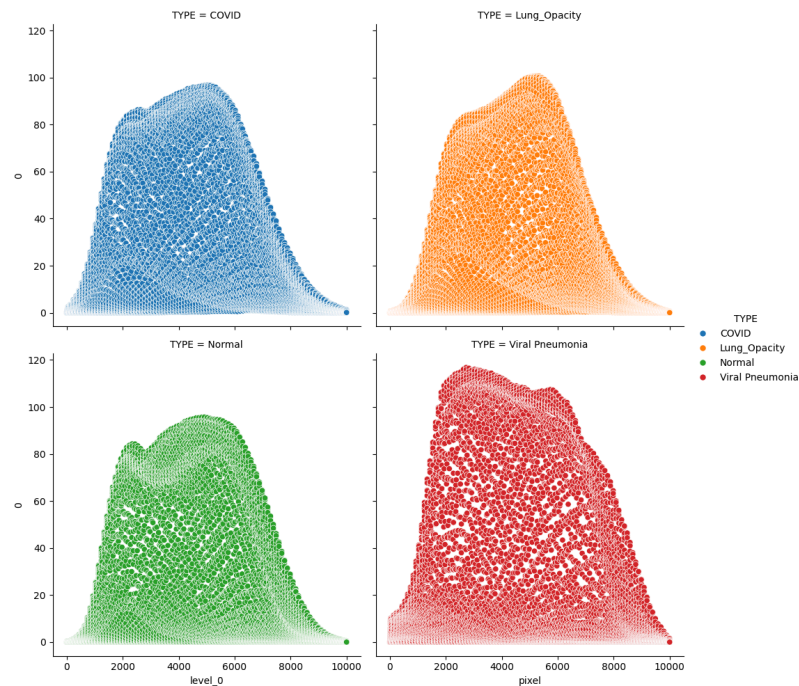 TYPE = COVID
TYPE = Lung_Opacity
120
100
80
60
40
20
0
0
TYPE = Normal
TYPE = Viral Pneumonia
120
100
80
60
40
20
0
0
0 2000 4000 6000 8000 10000
level_0
0 2000 4000 6000 8000 10000
pixel
TYPE
COVID
Lung_Opacity
Normal
Viral Pneumonia